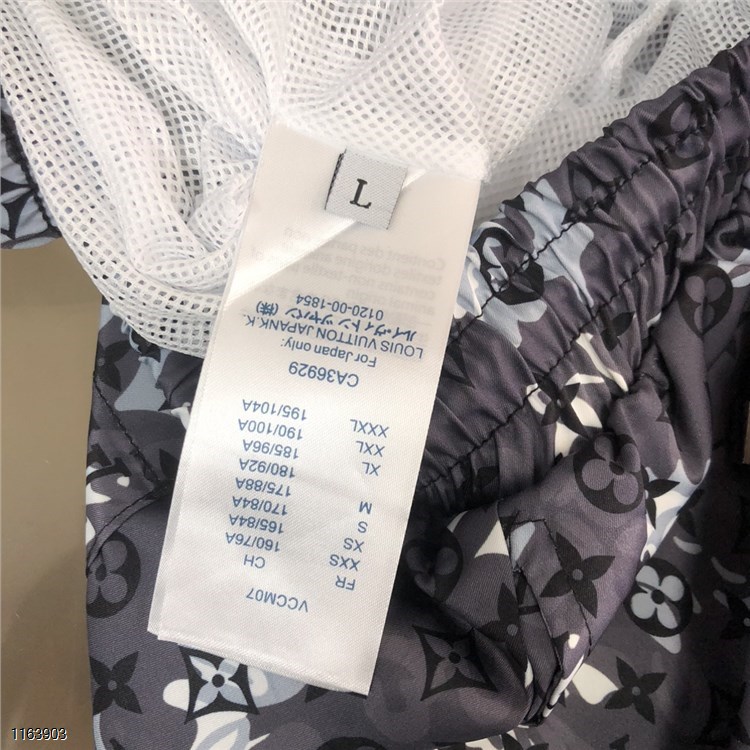 L
VCCM07
FR CH
XXS 160/76A
XS 165/84A
S 170/84A
M 175/88A
180/92A
XL 185/96A
XXL 190/100A
XXXL 195/104A
CA36929
For Japan only:
LOUIS VUITTON JAPANK.K.
ルイ・ヴィトン ツャパン (株)
0120-00-1854
1163903